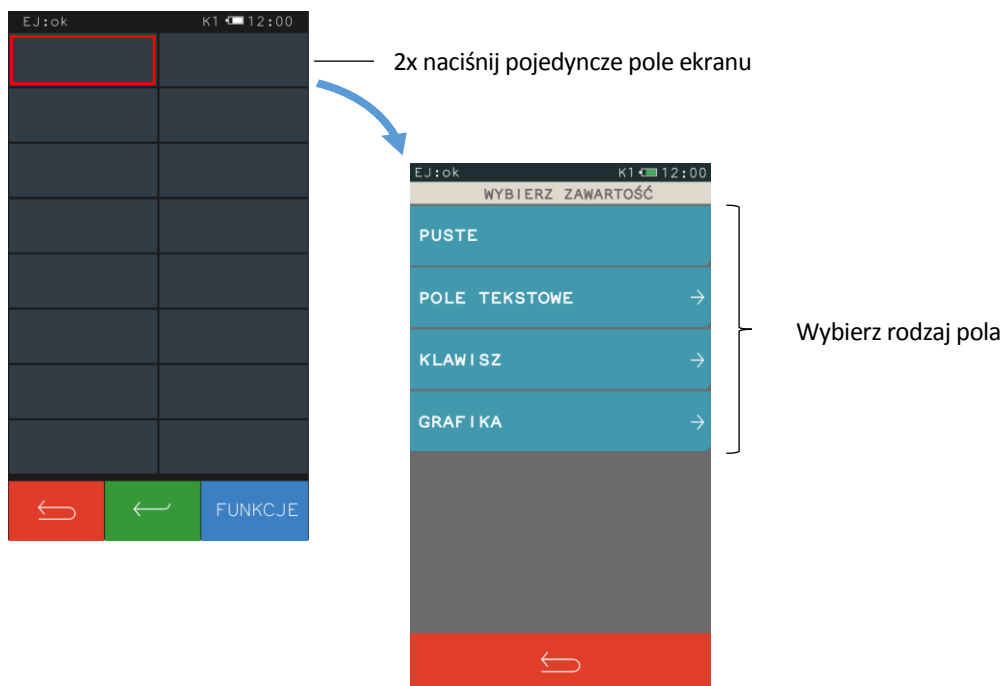 EJ:ok K1 12:00
2x naciśnij pojedyncze pole ekranu
FUNKCJE
EJ:ok K1 12:00
WYBIERZ ZAWARTOŚĆ
PUSTE
POLE TEKSTOWE
KLAWISZ
GRAFIKA
Wybierz rodzaj pola